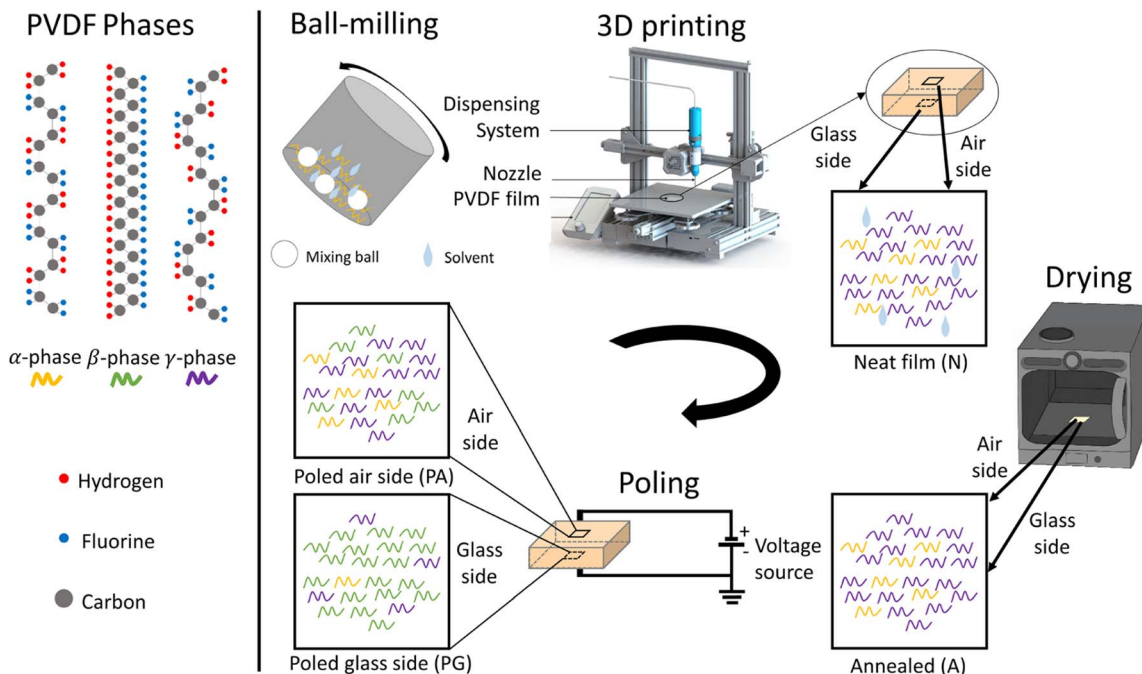 PVDF Phases
α-phase β-phase γ-phase
Hydrogen
Fluorine
Carbon
Ball-milling
Mixing ball
Solvent
3D printing
Dispensing
System
Nozzle
PVDF film
Glass
side
Air
side
Neat film (N)
Drying
Air
side
Glass
side
Annealed (A)
Poling
+
-
Voltage
source
Air
side
Poled air side (PA)
Glass
side
Poled glass side (PG)